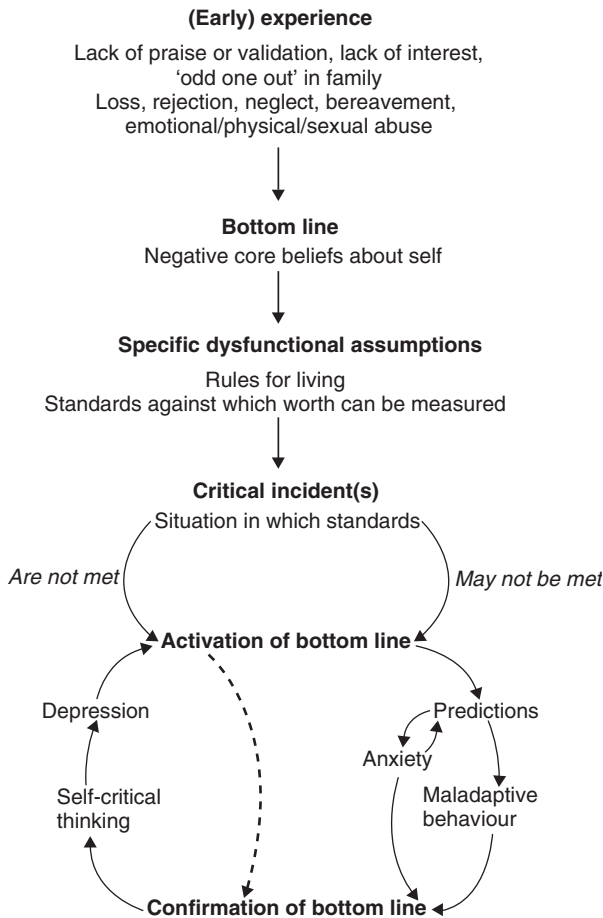 (Early) experience
Lack of praise or validation, lack of interest,
‘odd one out’ in family
Loss, rejection, neglect, bereavement,
emotional/physical/sexual abuse
Bottom line
Negative core beliefs about self
Specific dysfunctional assumptions
Rules for living
Standards against which worth can be measured
Critical incident(s)
Situation in which standards
Are not met
May not be met
Activation of bottom line
Depression
Predictions
Anxiety
Self-critical
thinking
Maladaptive
behaviour
Confirmation of bottom line